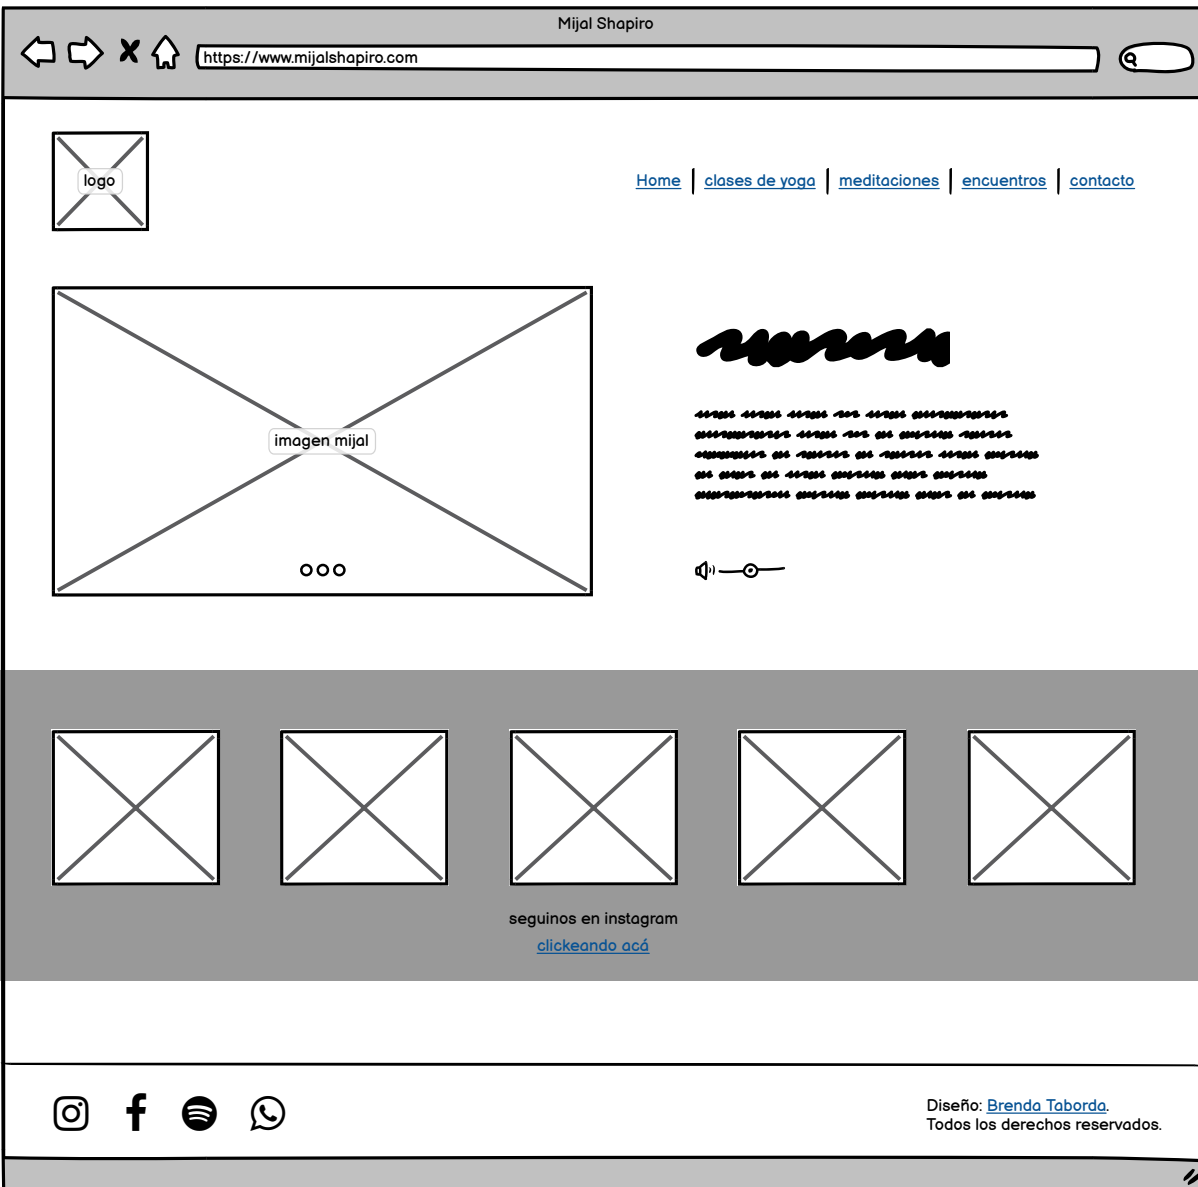 Mijal Shapiro
https://www.mijalshapiro.com
logo
Home clases de yoga meditaciones encuentros contacto
imagen mijal
seguinos en instagram
clickeando acá
Diseño: Brenda Taborda.
Todos los derechos reservados.